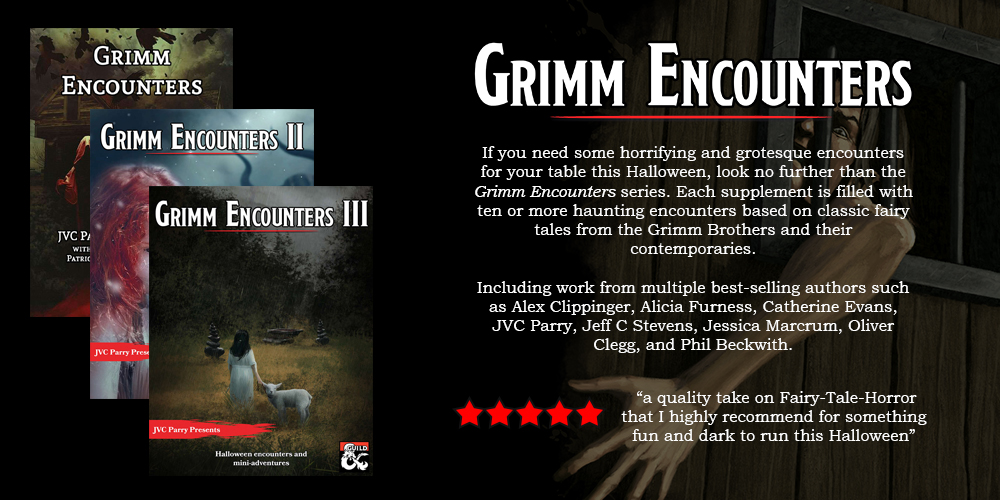 GRIMM
ENCOUNTERS
JVC PA
WITH
PATRIC
GRIMM ENCOUNTERS II
JVC Parry Prese
GRIMM ENCOUNTERS III
JVC Parry Presents
Halloween encounters and
mini-adventures
GUILD
GRIMM ENCOUNTERS
If you need some horrifying and grotesque encounters
for your table this Halloween, look no further than the
Grimm Encounters series. Each supplement is filled with
ten or more haunting encounters based on classic fairy
tales from the Grimm Brothers and their
contemporaries.
Including work from multiple best-selling authors such
as Alex Clippinger, Alicia Furness, Catherine Evans,
JVC Parry, Jeff C Stevens, Jessica Marcrum, Oliver
Clegg, and Phil Beckwith.
“a quality take on Fairy-Tale-Horror
that I highly recommend for something
fun and dark to run this Halloween”